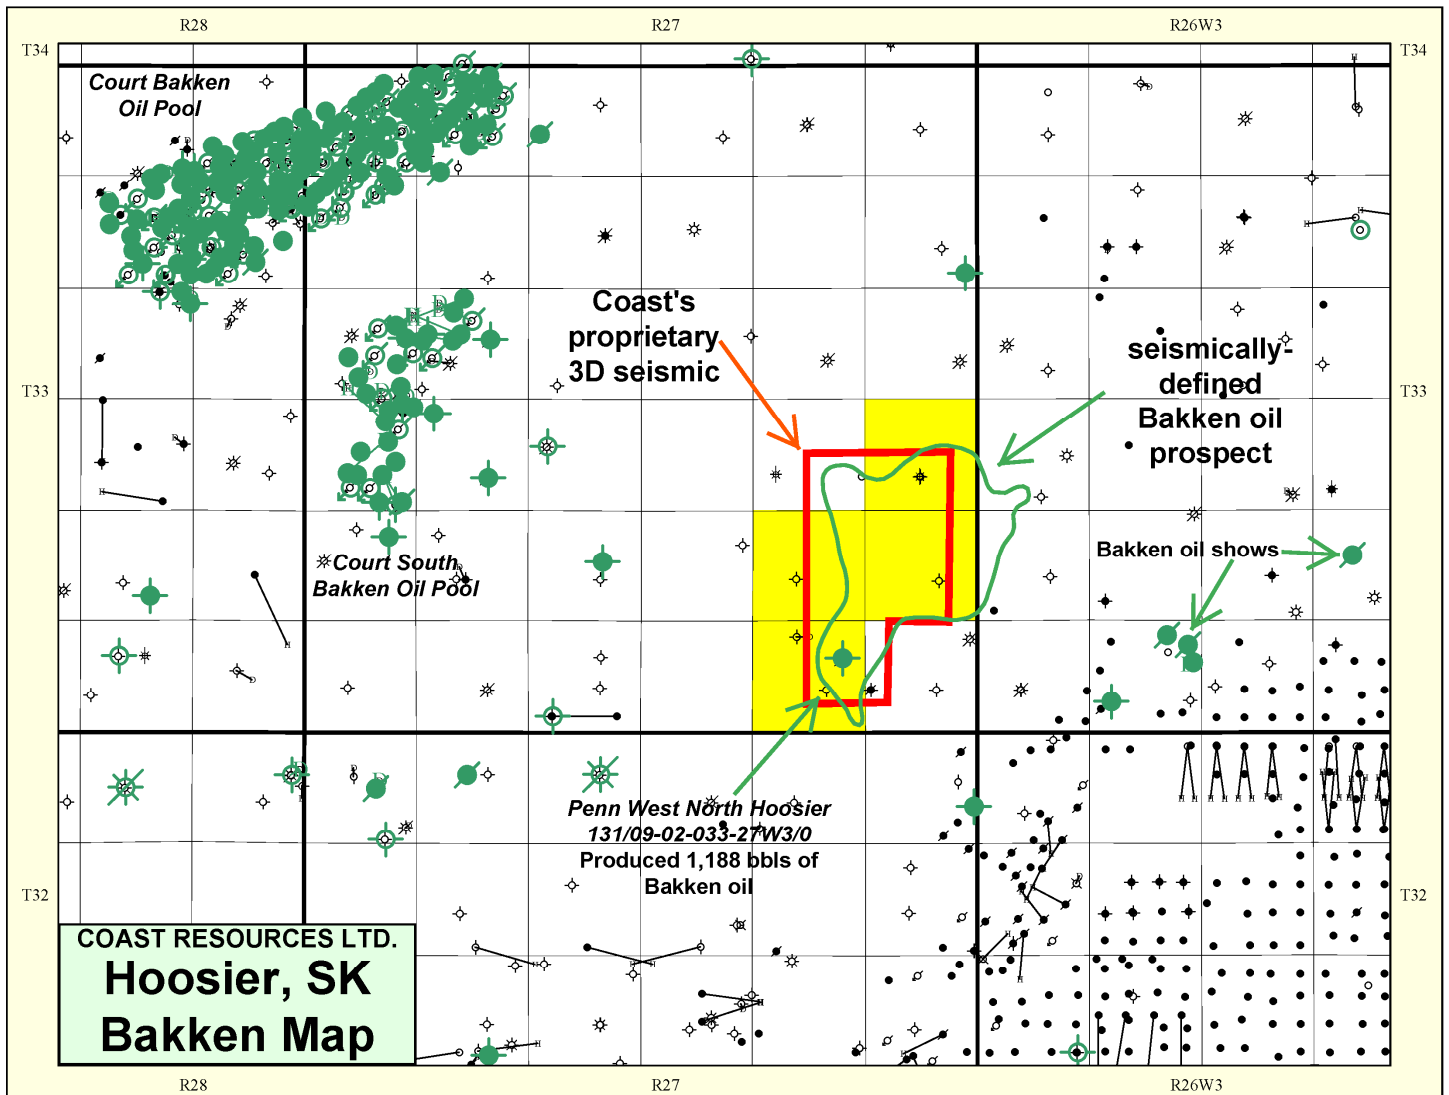 R28
R27
R26W3
T34
T34
Court Bakken
Oil Pool
Coast's
proprietary
3D seismic
seismically-
defined
Bakken oil
prospect
T33
T33
Bakken oil shows
Court South
Bakken Oil Pool
Penn West North Hoosier
131/09-02-033-27W3/0
Produced 1,188 bbls of
Bakken oil
T32
T32
COAST RESOURCES LTD.
Hoosier, SK
Bakken Map
R28
R27
R26W3